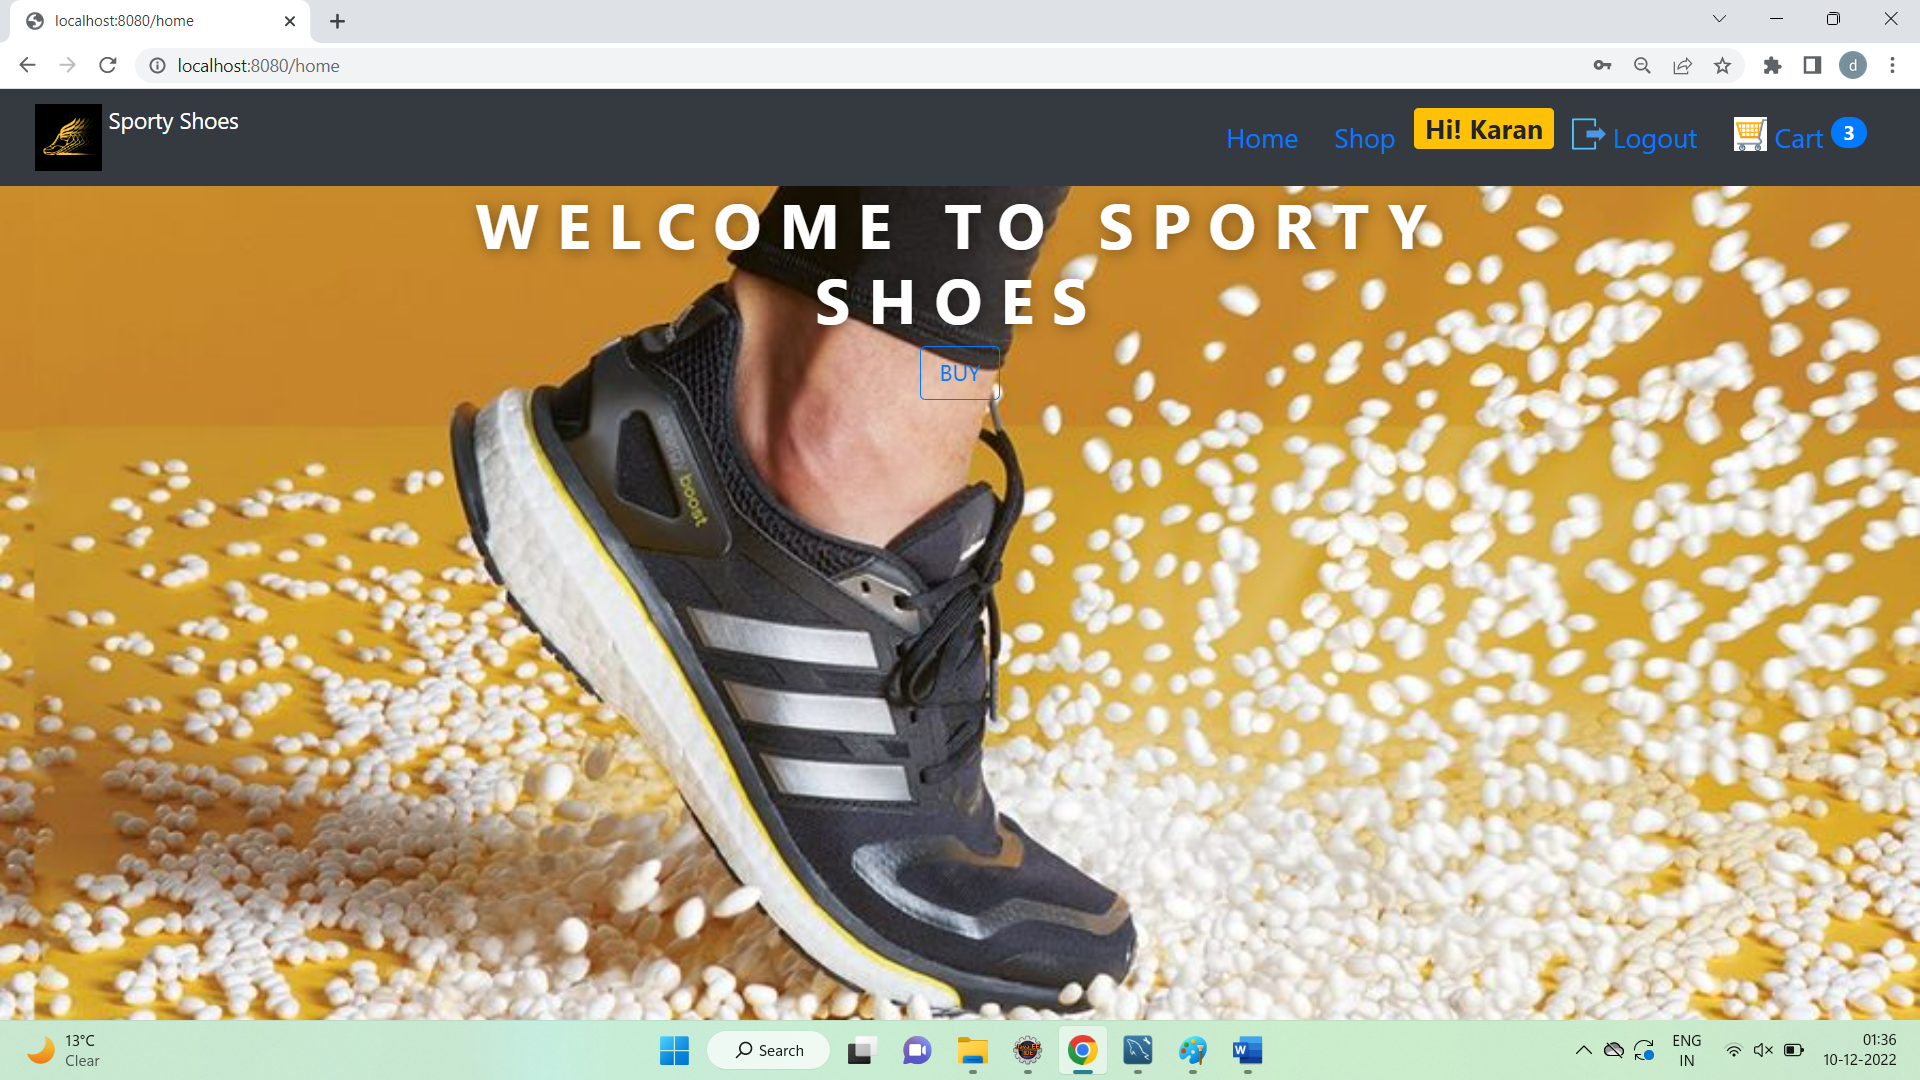 localhost:8080/home
localhost:8080/home
d
Sporty Shoes
Home
Shop
Hi! Karan
Logout
Cart
3
WELCOME TO SPORTY
SHOES
BUY
boost
13°C
Clear
Search
W
ENG
IN
01:36
10-12-2022